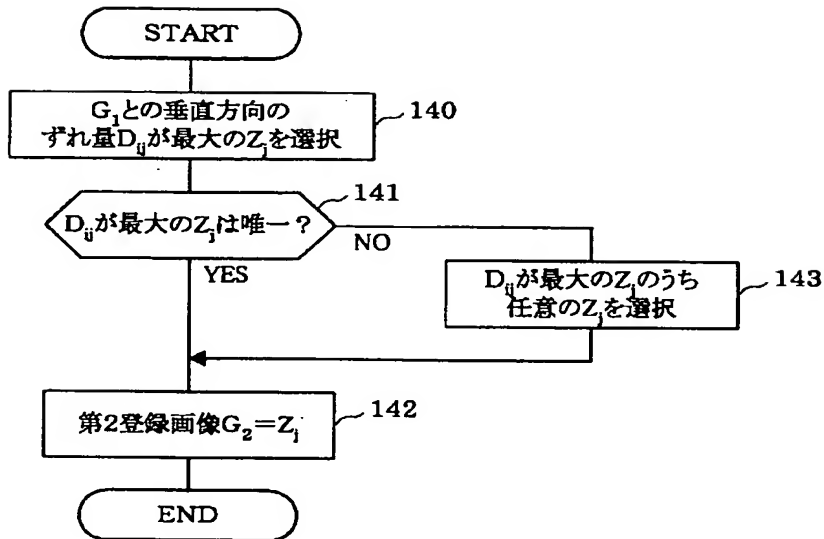 START
G₁との垂直方向の
ずれ量Dᵢⱼが最大のZⱼを選択
140
141
Dᵢⱼが最大のZⱼは唯一？
NO
YES
Dᵢⱼが最大のZⱼのうち
任意のZⱼを選択
143
第2登録画像G₂＝Zⱼ
142
END